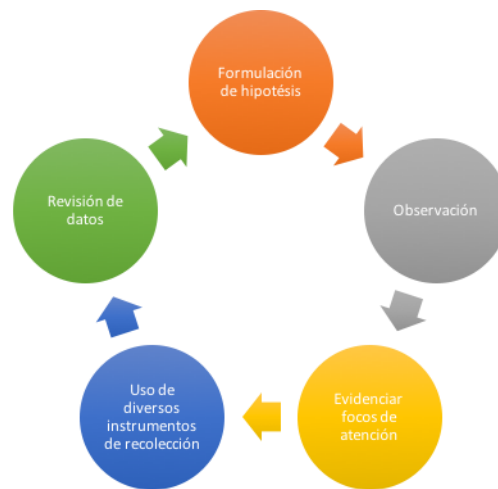 Formulación
de hipotésis
Observación
Evidenciar
focos de
atención
Uso de
diversos
instrumentos
de recolección
Revisión de
datos